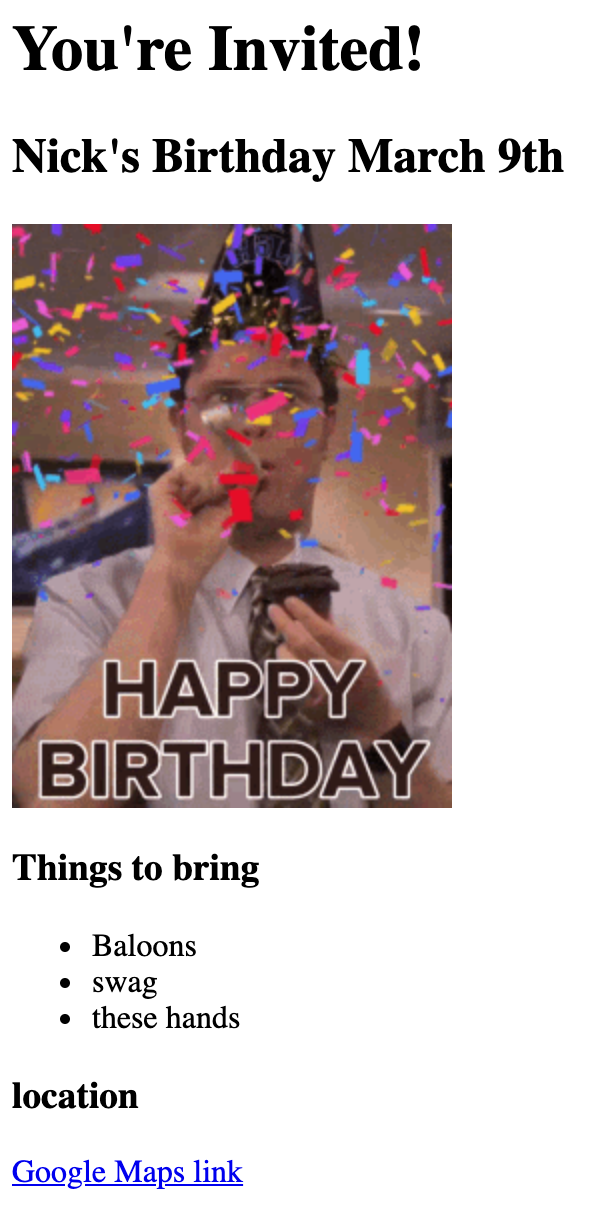 You're Invited!
Nick's Birthday March 9th
HAPPY
BIRTHDAY
Things to bring
Baloons
swag
these hands
location
Google Maps link